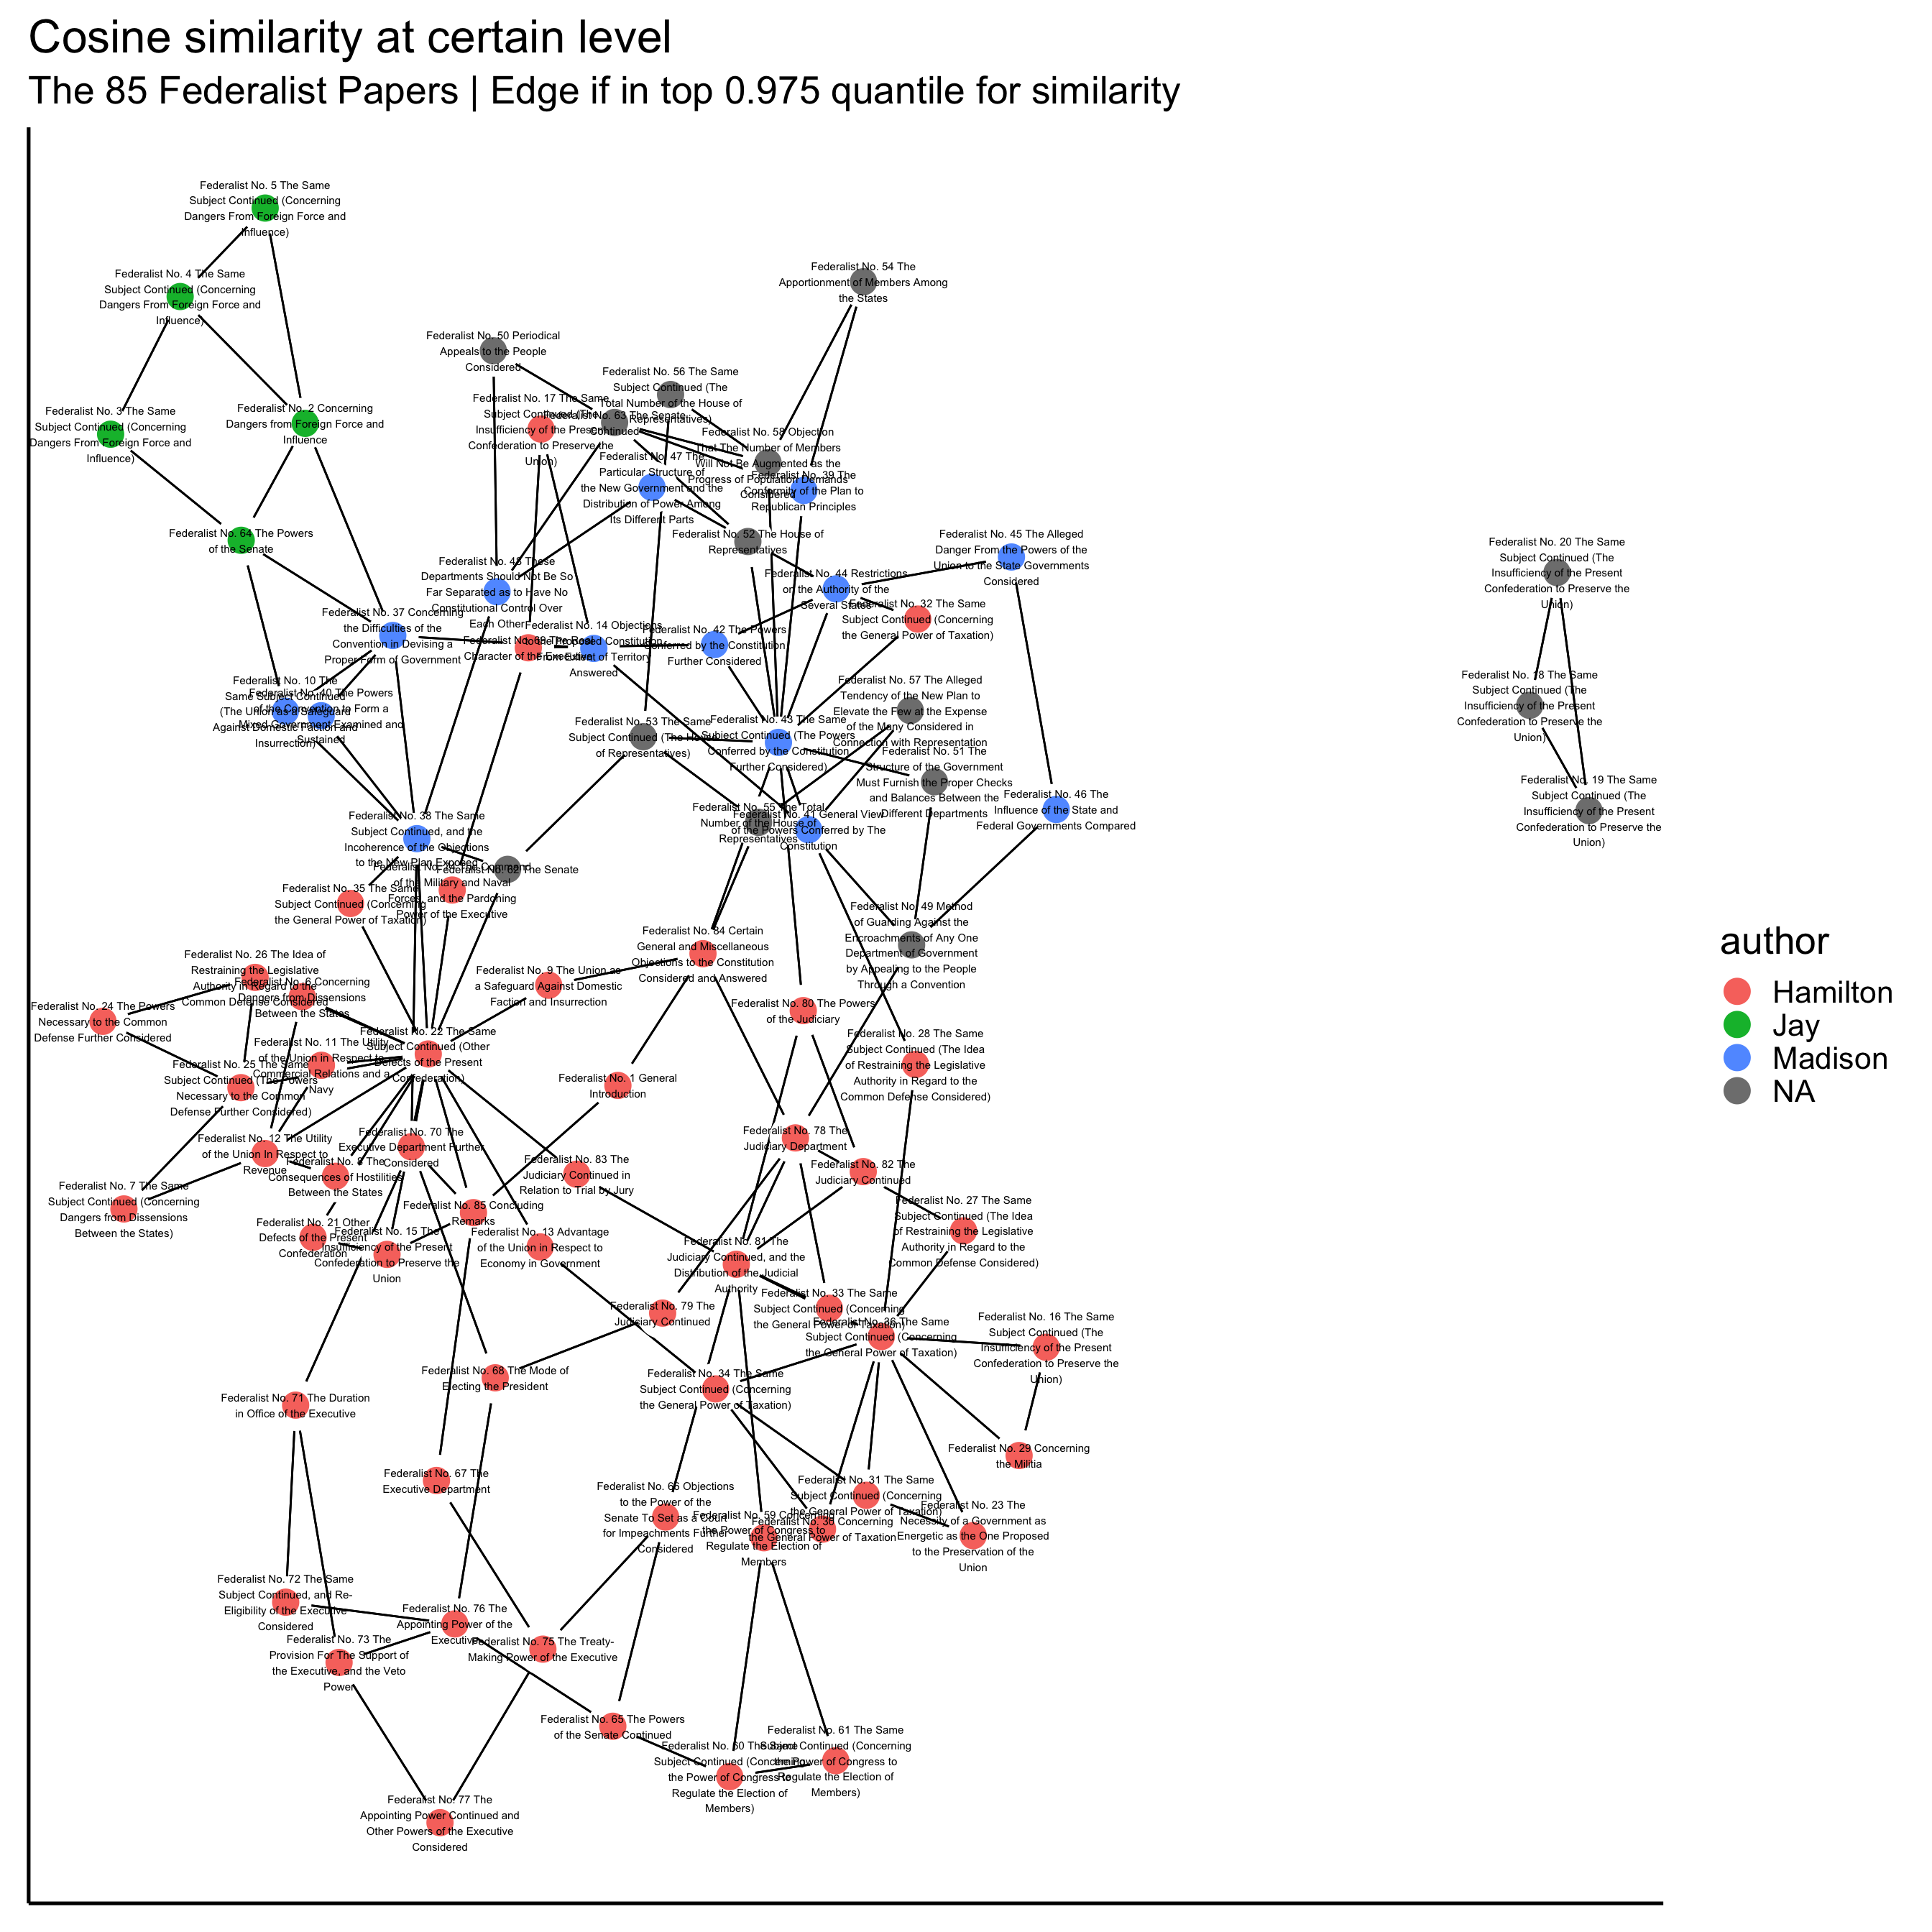 Cosine similarity at certain level
The 85 Federalist Papers | Edge if in top 0.975 quantile for similarity
Federalist No. 5 The Same
Subject Continued (Concerning
Dangers From Foreign Force and
Influence)
Federalist No. 4 The Same
Subject Continued (Concerning
Dangers From Foreign Force and
Influence)
Federalist No. 3 The Same
Subject Continued (Concerning
Dangers From Foreign Force and
Influence)
Federalist No. 2 Concerning
Dangers from Foreign Force and
Influence
Federalist No. 64 The Powers
of the Senate
Federalist No. 54 The
Apportionment of Members Among
the States
Federalist No. 50 Periodical
Appeals to the People
Considered
Federalist No. 56 The Same
Subject Continued (The
Total Number of the House of
Representatives)
Federalist No. 17 The Same
Subject Continued (The
Insufficiency of the Present
Confederation to Preserve the
Union)
Federalist No. 63 The Senate
Continued
Federalist No. 58 Objection
That The Number of Members
Will Not Be Augmented as the
Progress of Population Demands
Considered
Federalist No. 47 The
Particular Structure of
the New Government and the
Distribution of Power Among
Its Different Parts
Federalist No. 39 The
Conformity of the Plan to
Republican Principles
Federalist No. 52 The House of
Representatives
Federalist No. 45 The Alleged
Danger From the Powers of the
Union to the State Governments
Considered
Federalist No. 48 These
Departments Should Not Be So
Far Separated as to Have No
Constitutional Control Over
Each Other
Federalist No. 44 Restrictions
on the Authority of the
Several States
Federalist No. 32 The Same
Subject Continued (Concerning
the General Power of Taxation)
Federalist No. 37 Concerning
the Difficulties of the
Convention in Devising a
Proper Form of Government
Character of the Executive
Federalist No. 14 Objections
to the Proposed Constitution
From Extent of Territory
Answered
Federalist No. 42 The Powers
Conferred by the Constitution
Further Considered
Federalist No. 10 The
Same Subject Continued
(The Union as a Safeguard
Against Domestic Faction and
Insurrection)
Federalist No. 40 The Powers
of the Convention to Form a
Mixed Government Examined and
Sustained
Federalist No. 57 The Alleged
Tendency of the New Plan to
Elevate the Few at the Expense
of the Many Considered in
Connection with Representation
Federalist No. 53 The Same
Subject Continued (The House
of Representatives)
Federalist No. 43 The Same
Subject Continued (The Powers
Conferred by the Constitution
Further Considered)
Federalist No. 51 The
Structure of the Government
Must Furnish the Proper Checks
and Balances Between the
Different Departments
Federalist No. 46 The
Influence of the State and
Federal Governments Compared
Federalist No. 55 The Total
Number of the House of
Representatives
Federalist No. 41 General View
of the Powers Conferred by The
Constitution
Federalist No. 20 The Same
Subject Continued (The
Insufficiency of the Present
Confederation to Preserve the
Union)
Federalist No. 18 The Same
Subject Continued (The
Insufficiency of the Present
Confederation to Preserve the
Union)
Federalist No. 19 The Same
Subject Continued (The
Insufficiency of the Present
Confederation to Preserve the
Union)
Federalist No. 38 The Same
Subject Continued, and the
Incoherence of the Objections
to the New Plan Exposed
The Command
of the Military and Naval
Forces, and the Pardoning
Power of the Executive
Federalist No. 62 The Senate
Federalist No. 35 The Same
Subject Continued (Concerning
the General Power of Taxation)
Federalist No. 49 Method
of Guarding Against the
Encroachments of Any One
Department of Government
by Appealing to the People
Through a Convention
Federalist No. 84 Certain
General and Miscellaneous
Objections to the Constitution
Considered and Answered
Federalist No. 9 The Union as
a Safeguard Against Domestic
Faction and Insurrection
Federalist No. 26 The Idea of
Restraining the Legislative
Authority in Regard to the
Common Defense Considered
Federalist No. 6 Concerning
Dangers from Dissensions
Between the States
Federalist No. 24 The Powers
Necessary to the Common
Defense Further Considered
Federalist No. 80 The Powers
of the Judiciary
Federalist No. 22 The Same
Subject Continued (Other
Defects of the Present
Confederation)
Federalist No. 28 The Same
Subject Continued (The Idea
of Restraining the Legislative
Authority in Regard to the
Common Defense Considered)
Federalist No. 11 The Utility
of the Union in Respect to
Commercial Relations and a
Navy
Federalist No. 25 The Same
Subject Continued (The Powers
Necessary to the Common
Defense Further Considered)
Federalist No. 1 General
Introduction
Federalist No. 12 The Utility
of the Union In Respect to
Revenue
Federalist No. 70 The
Executive Department Further
Considered
Federalist No. 8 The
Consequences of Hostilities
Between the States
Federalist No. 78 The
Judiciary Department
Federalist No. 83 The
Judiciary Continued in
Relation to Trial by Jury
Federalist No. 82 The
Judiciary Continued
Federalist No. 7 The Same
Subject Continued (Concerning
Dangers from Dissensions
Between the States)
Federalist No. 85 Concluding
Remarks
Federalist No. 27 The Same
Subject Continued (The Idea
of Restraining the Legislative
Authority in Regard to the
Common Defense Considered)
Federalist No. 21 Other
Defects of the Present
Confederation
Federalist No. 15 The
Insufficiency of the Present
Confederation to Preserve the
Union
Federalist No. 13 Advantage
of the Union in Respect to
Economy in Government
Federalist No. 81 The
Judiciary Continued, and the
Distribution of the Judicial
Authority
Federalist No. 79 The
Judiciary Continued
Federalist No. 33 The Same
Subject Continued (Concerning
the General Power of Taxation)
Federalist No. 36 The Same
Subject Continued (Concerning
the General Power of Taxation)
Federalist No. 16 The Same
Subject Continued (The
Insufficiency of the Present
Confederation to Preserve the
Union)
Federalist No. 68 The Mode of
Electing the President
Federalist No. 34 The Same
Subject Continued (Concerning
the General Power of Taxation)
Federalist No. 71 The Duration
in Office of the Executive
Federalist No. 29 Concerning
the Militia
Federalist No. 67 The
Executive Department
Federalist No. 66 Objections
to the Power of the
Senate To Set as a Court
for Impeachments Further
Considered
Federalist No. 31 The Same
Subject Continued (Concerning
the General Power of Taxation)
Federalist No. 59 Concerning
the Power of Congress to
Regulate the Election of
Members
Federalist No. 30 Concerning
the General Power of Taxation
Federalist No. 23 The
Necessity of a Government as
Energetic as the One Proposed
to the Preservation of the
Union
Federalist No. 72 The Same
Subject Continued, and Re-
Eligibility of the Executive
Considered
Federalist No. 76 The
Appointing Power of the
Executive
Federalist No. 73 The
Provision For The Support of
the Executive, and the Veto
Power
Federalist No. 75 The Treaty-
Making Power of the Executive
Federalist No. 65 The Powers
of the Senate Continued
Federalist No. 60 The Same
Subject Continued (Concerning
the Power of Congress to
Regulate the Election of
Members)
Federalist No. 61 The Same
Subject Continued (Concerning
the Power of Congress to
Regulate the Election of
Members)
Federalist No. 77 The
Appointing Power Continued and
Other Powers of the Executive
Considered
author
Hamilton
Jay
Madison
NA